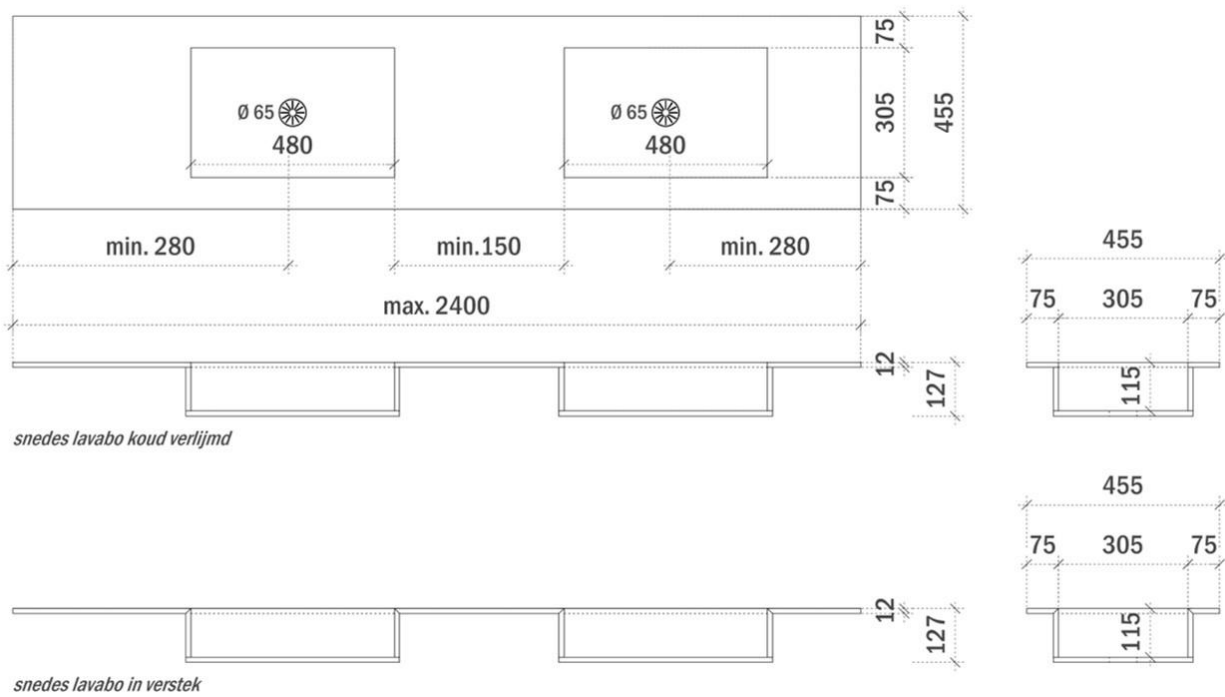 75
Ø 65
Ø 65
305
455
480
480
75
min. 280
min.150
min. 280
455
max. 2400
75
305
75
12
127
115
snedes lavabo koud verlijmd
455
75
305
75
12
127
115
snedes lavabo in verstek